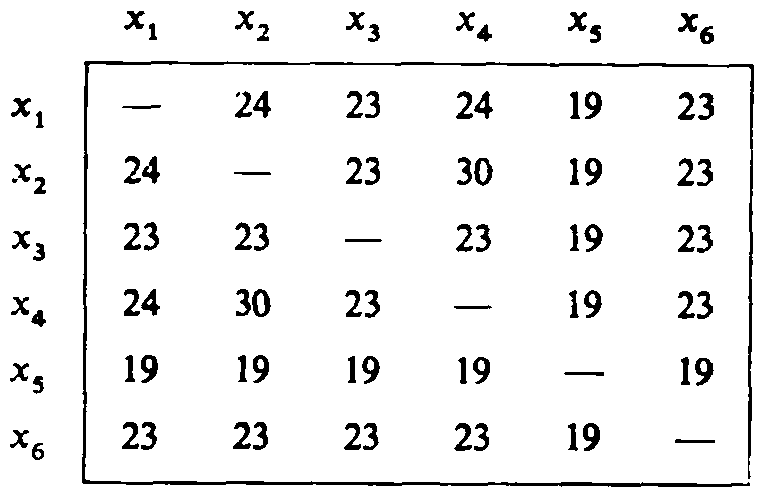 x₁ x₂ x₃ x₄ x₅ x₆
x₁ — 24 23 24 19 23
x₂ 24 — 23 30 19 23
x₃ 23 23 — 23 19 23
x₄ 24 30 23 — 19 23
x₅ 19 19 19 19 — 19
x₆ 23 23 23 23 19 —